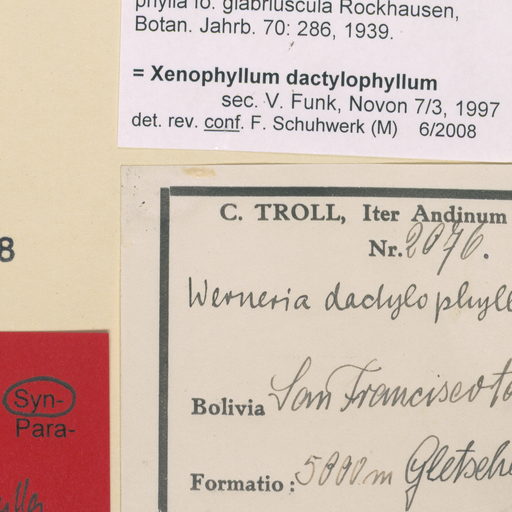 phylla fo. glabriuscula Rockhausen,
Botan. Jahrb. 70: 286, 1939.
= Xenophyllum dactylophyllum
sec. V. Funk, Novon 7/3, 1997
det. rev. conf. F. Schuhwerk (M) 6/2008
C. TROLL, Iter Andinum
Nr. 2076.
Werneria dactylophyll
8
Syn-
Para-
Bolivia San Francisco
Formatio: 5000 m Gletsche